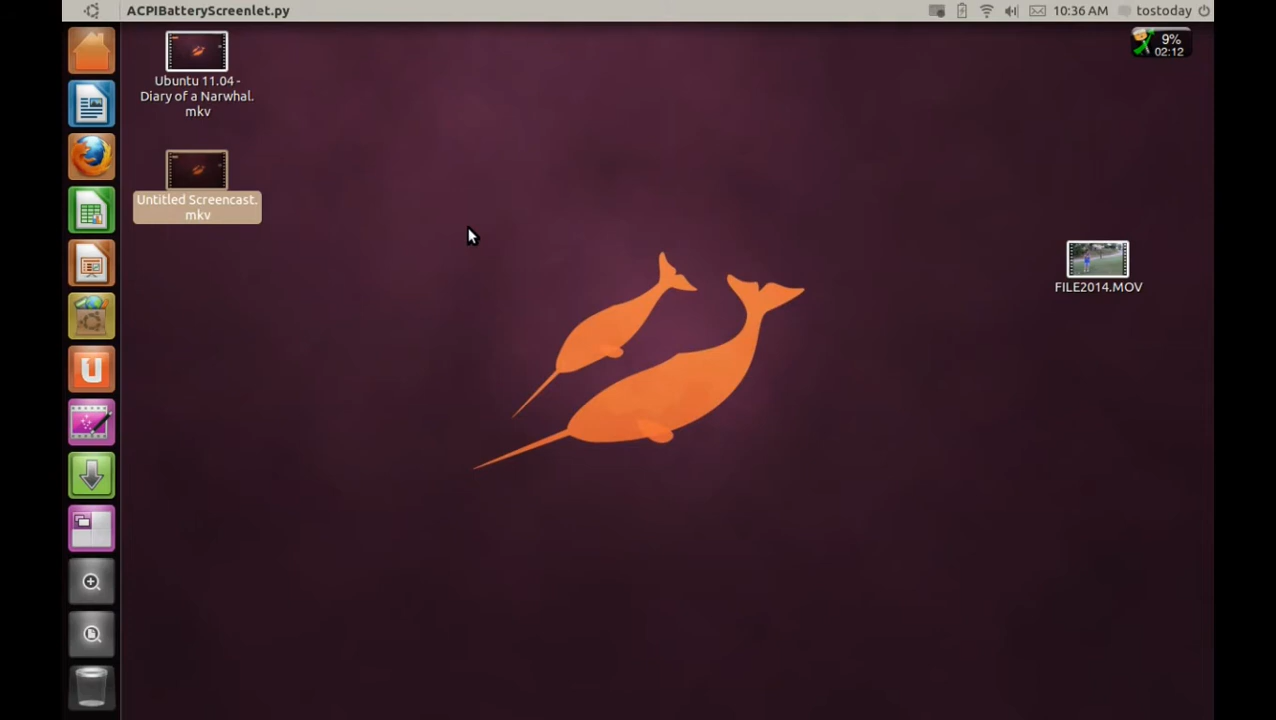 ACPIBatteryScreenlet.py
10:36 AM
tostoday
9%
02:12
Ubuntu 11.04 -
Diary of a Narwhal.
mkv
Untitled Screencast.
mkv
FILE2014.MOV